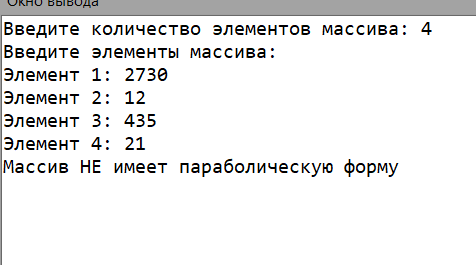 Окно вывода
Введите количество элементов массива: 4
Введите элементы массива:
Элемент 1: 2730
Элемент 2: 12
Элемент 3: 435
Элемент 4: 21
Массив НЕ имеет параболическую форму